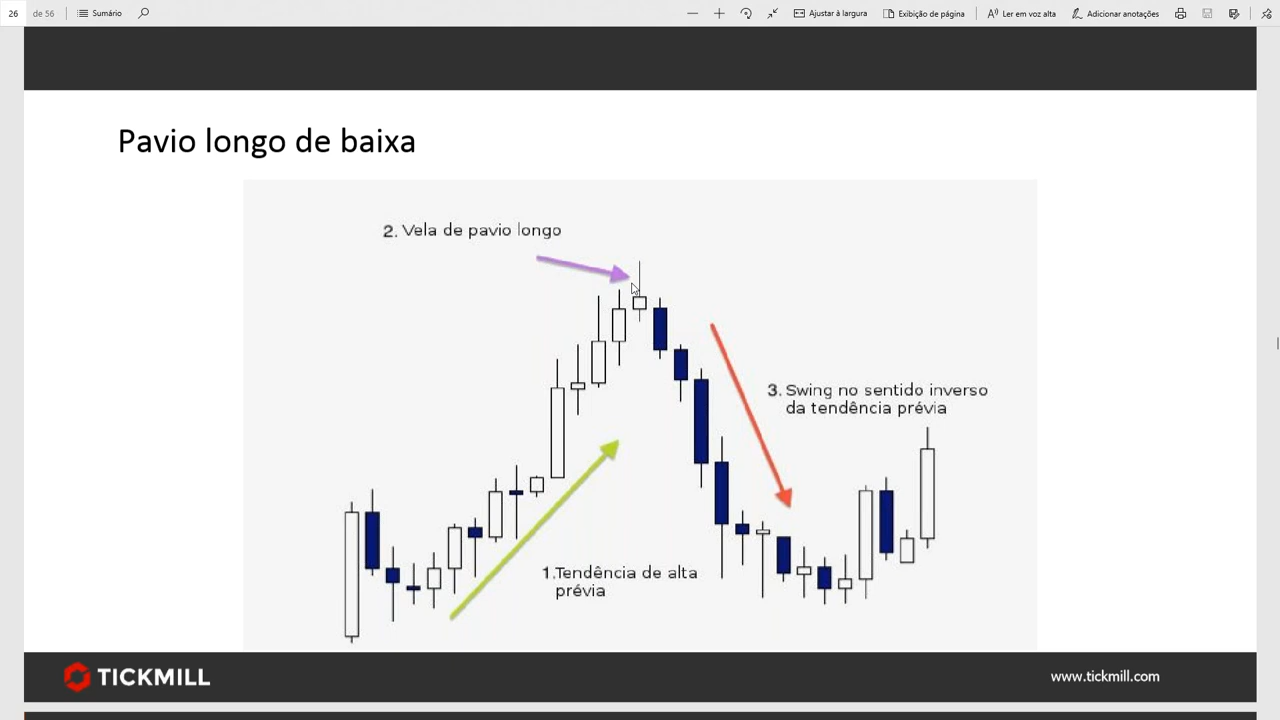 26 de 56 Sumário Ajustar à largura Exibição de página Ler em voz alta Adicionar anotações
Pavio longo de baixa
2. Vela de pavio longo
3. Swing no sentido inverso
da tendência prévia
1.Tendência de alta
prévia
TICKMILL www.tickmill.com